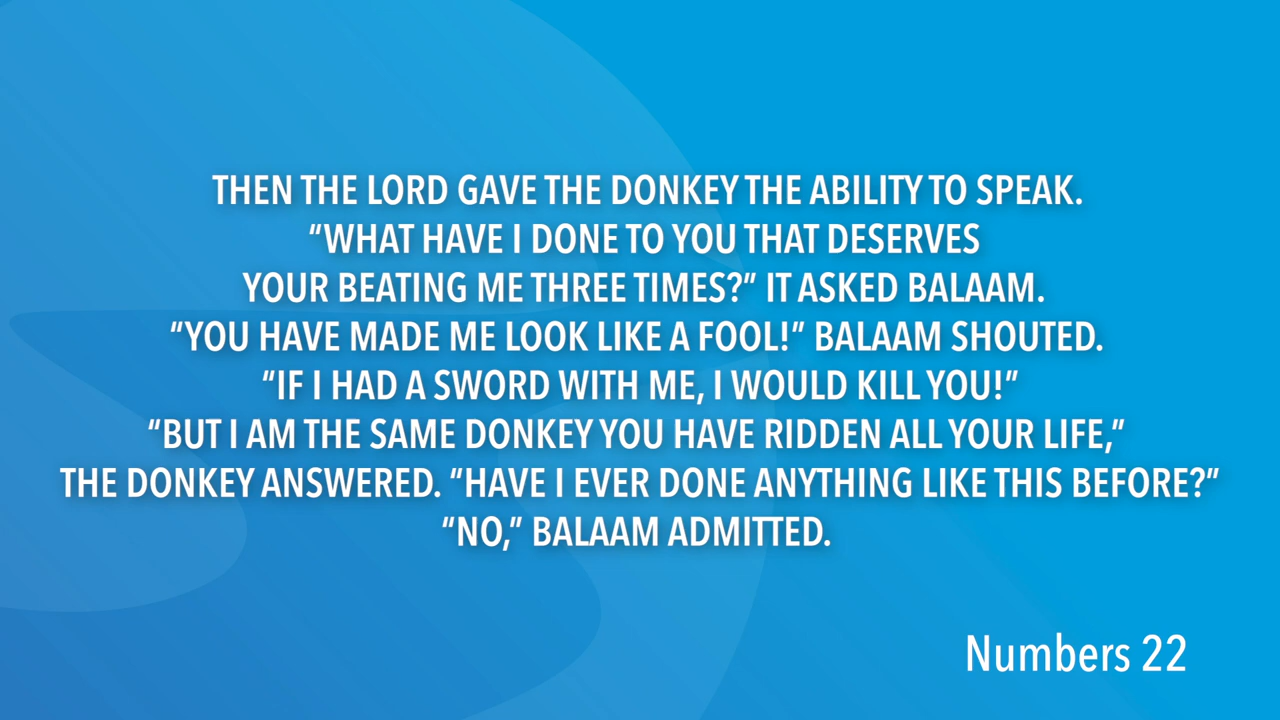 THEN THE LORD GAVE THE DONKEY THE ABILITY TO SPEAK.
“WHAT HAVE I DONE TO YOU THAT DESERVES
YOUR BEATING ME THREE TIMES?” IT ASKED BALAAM.
“YOU HAVE MADE ME LOOK LIKE A FOOL!” BALAAM SHOUTED.
“IF I HAD A SWORD WITH ME, I WOULD KILL YOU!”
“BUT I AM THE SAME DONKEY YOU HAVE RIDDEN ALL YOUR LIFE,”
THE DONKEY ANSWERED. “HAVE I EVER DONE ANYTHING LIKE THIS BEFORE?”
“NO,” BALAAM ADMITTED.
Numbers 22